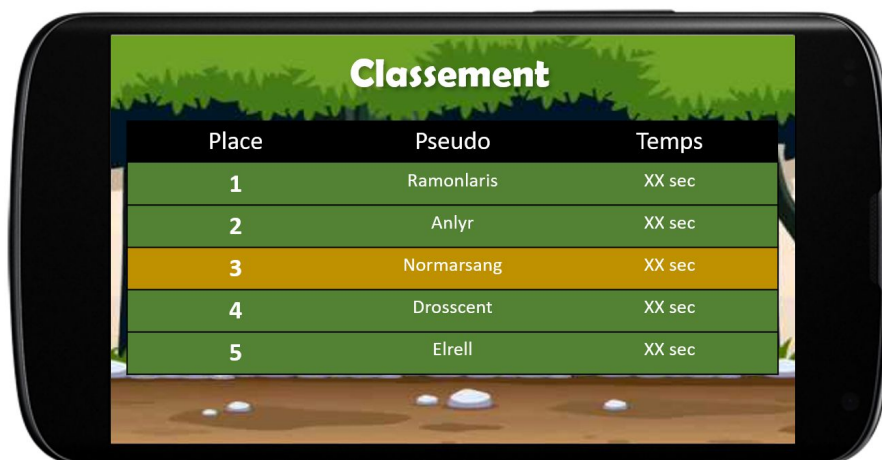 Classement
Place Pseudo Temps
1 Ramonlaris XX sec
2 Anlyr XX sec
3 Normarsang XX sec
4 Drosscent XX sec
5 Elrell XX sec